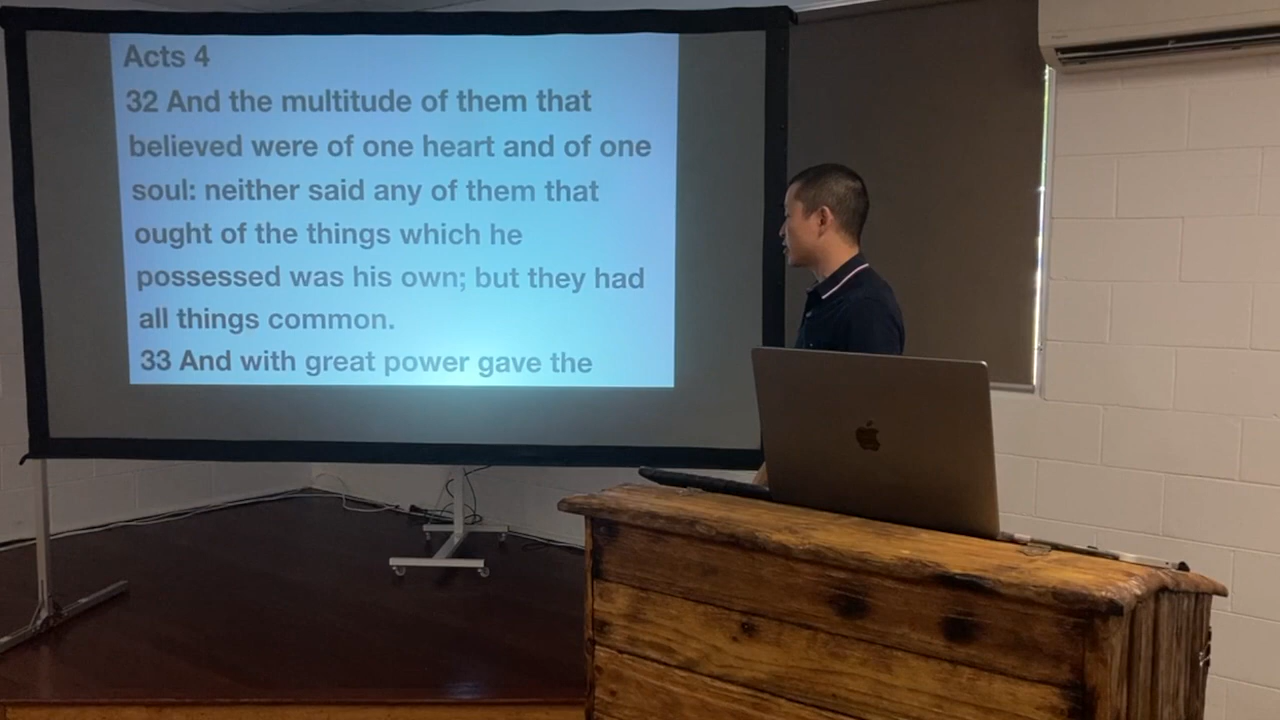 Acts 4
32 And the multitude of them that
believed were of one heart and of one
soul: neither said any of them that
ought of the things which he
possessed was his own; but they had
all things common.
33 And with great power gave the